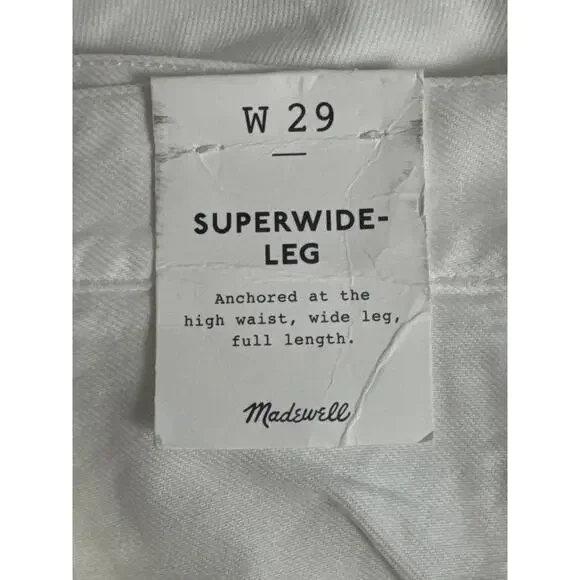 W 29
SUPERWIDE-
LEG
Anchored at the
high waist, wide leg,
full length.
Madewell